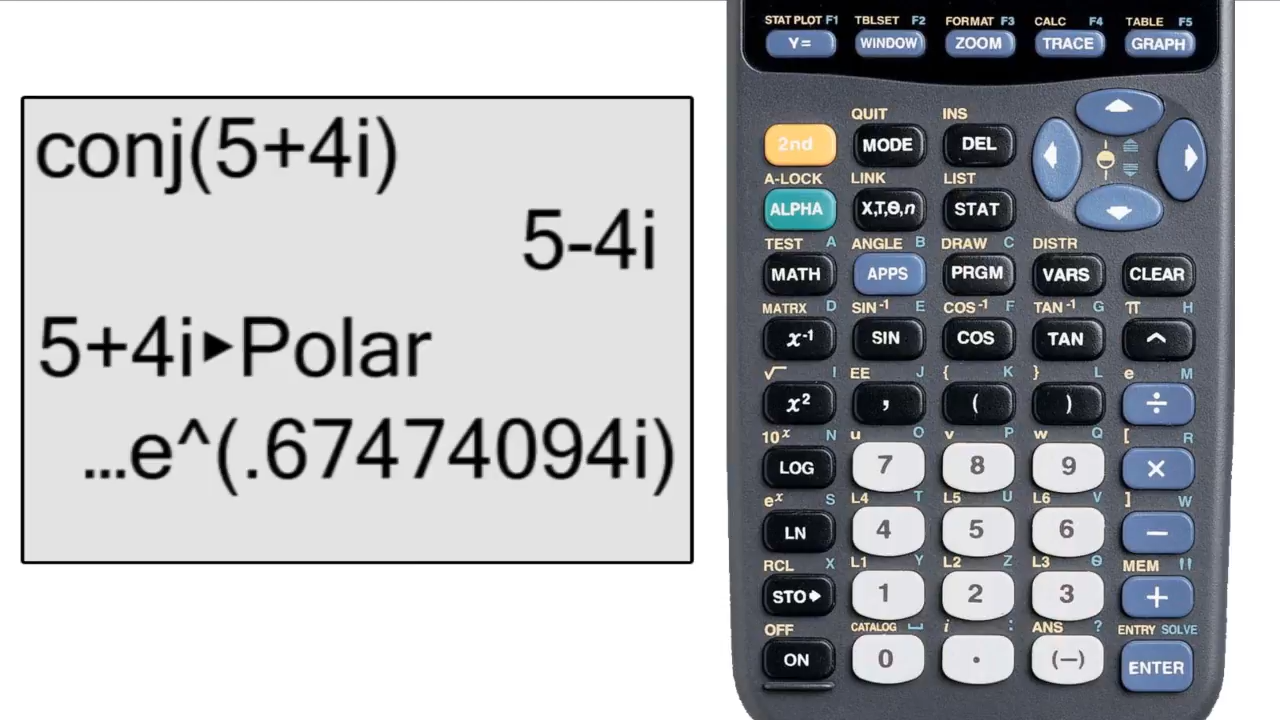 conj(5+4i)
5-4i
5+4i▸Polar
...e^(.67474094i)
STAT PLOT F1 TBLSET F2 FORMAT F3 CALC F4 TABLE F5
Y= WINDOW ZOOM TRACE GRAPH
QUIT INS
2nd MODE DEL
A-LOCK LINK LIST
ALPHA X,T,Θ,n STAT
TEST A ANGLE B DRAW C DISTR
MATH APPS PRGM VARS CLEAR
MATRX D SIN⁻¹ E COS⁻¹ F TAN⁻¹ G π H
x⁻¹ SIN COS TAN ^
√ I EE J { K } L e M
x² , ( ) ÷
10ˣ N u O v P w Q [ R
LOG 7 8 9 ×
eˣ S L4 T L5 U L6 V ] W
LN 4 5 6 −
RCL X L1 Y L2 Z L3 Θ MEM "
STO▸ 1 2 3 +
OFF CATALOG ⎵ i : ANS ? ENTRY SOLVE
ON 0 . (−) ENTER